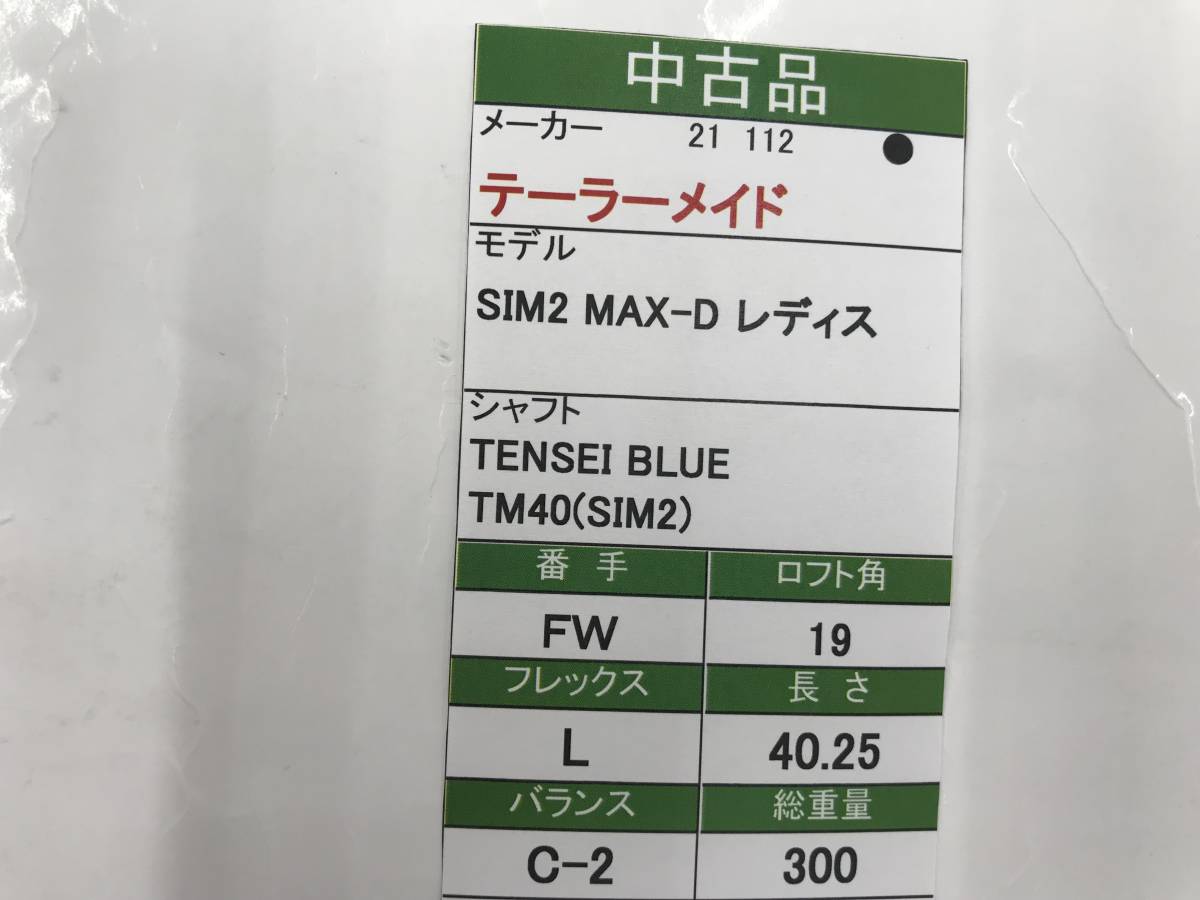 中古品
メーカー 21 112 ●
テーラーメイド
モデル
SIM2 MAX-D レディス
シャフト
TENSEI BLUE
TM40(SIM2)
番 手 ロフト角
FW 19
フレックス 長 さ
L 40.25
バランス 総重量
C-2 300